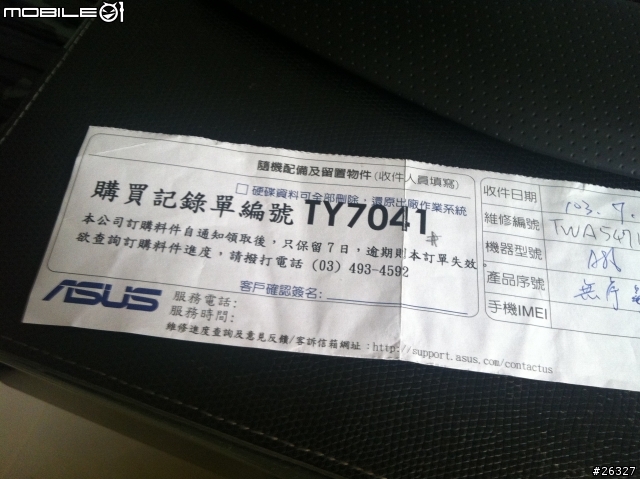 MOBILE01
隨機配備及留置物件(收件人員填寫)
□ 硬碟資料可全部刪除，還原出廠作業系統
購買記錄單編號 TY7041
本公司訂購料件自通知領取後，只保留7日，逾期則本訂單失效。
欲查詢訂購料件進度，請撥打電話 (03) 493-4592
客戶確認簽名：
ASUS
服務電話：
服務時間：
維修進度查詢及意見反饋/客訴信箱網址：http://support.asus.com/contactus
收件日期 103.7.
維修編號 TWA5471
機器型號
產品序號 無序
手機IMEI
#26327